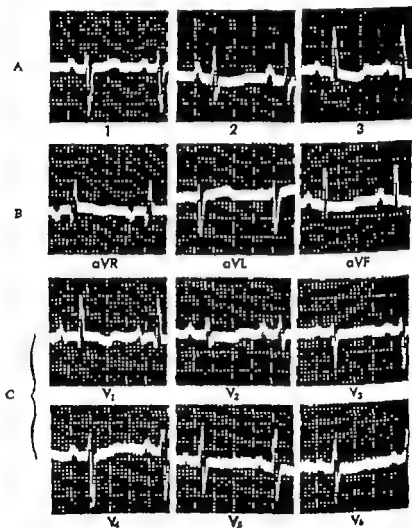 A
1 2 3
B
aVR aVL aVF
V₁ V₂ V₃
C
V₄ V₅ V₆